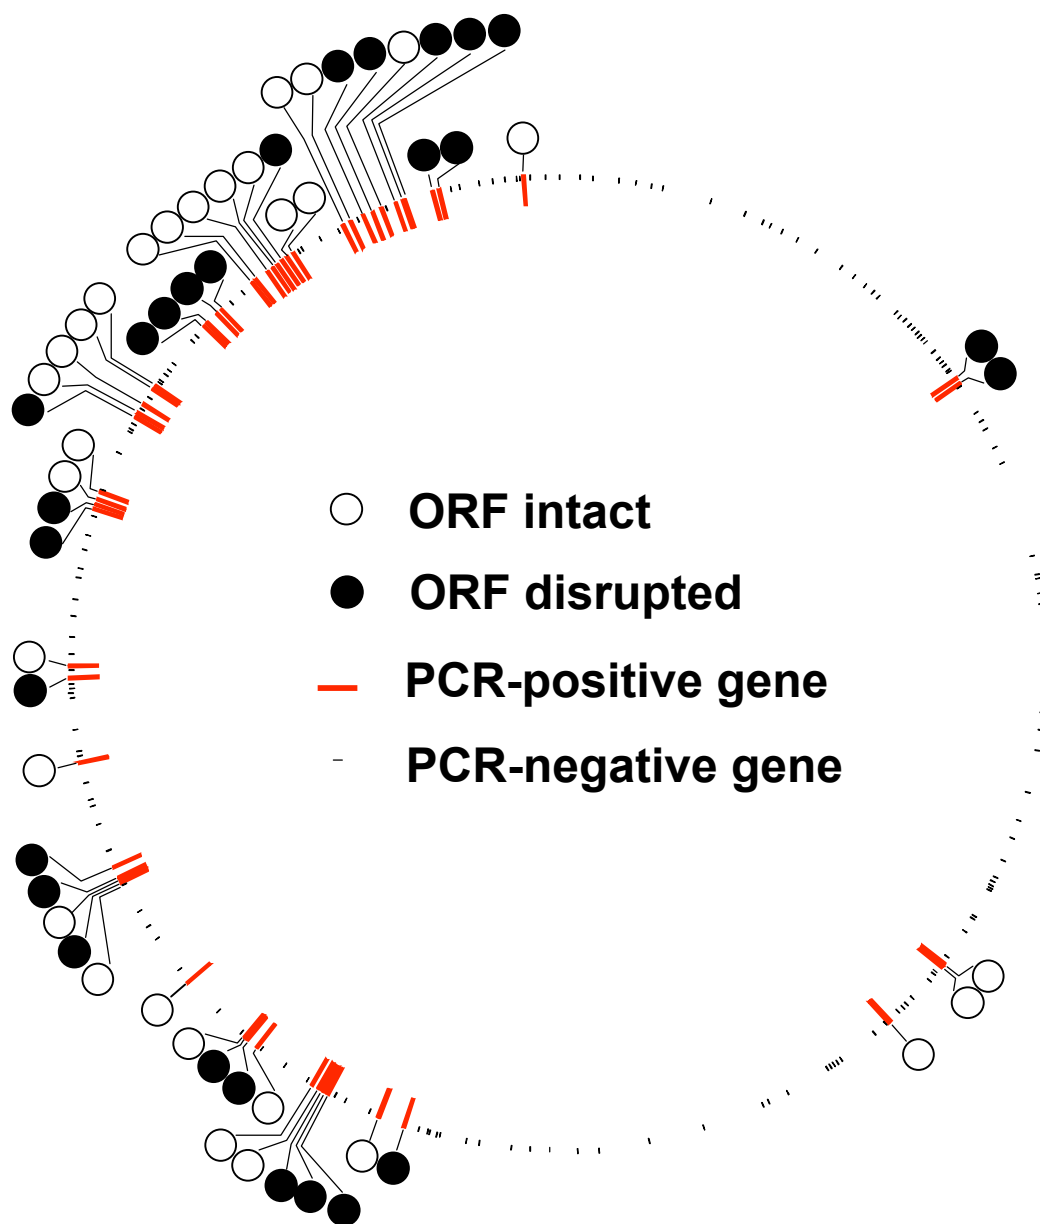 ORF intact
ORF disrupted
PCR-positive gene
PCR-negative gene